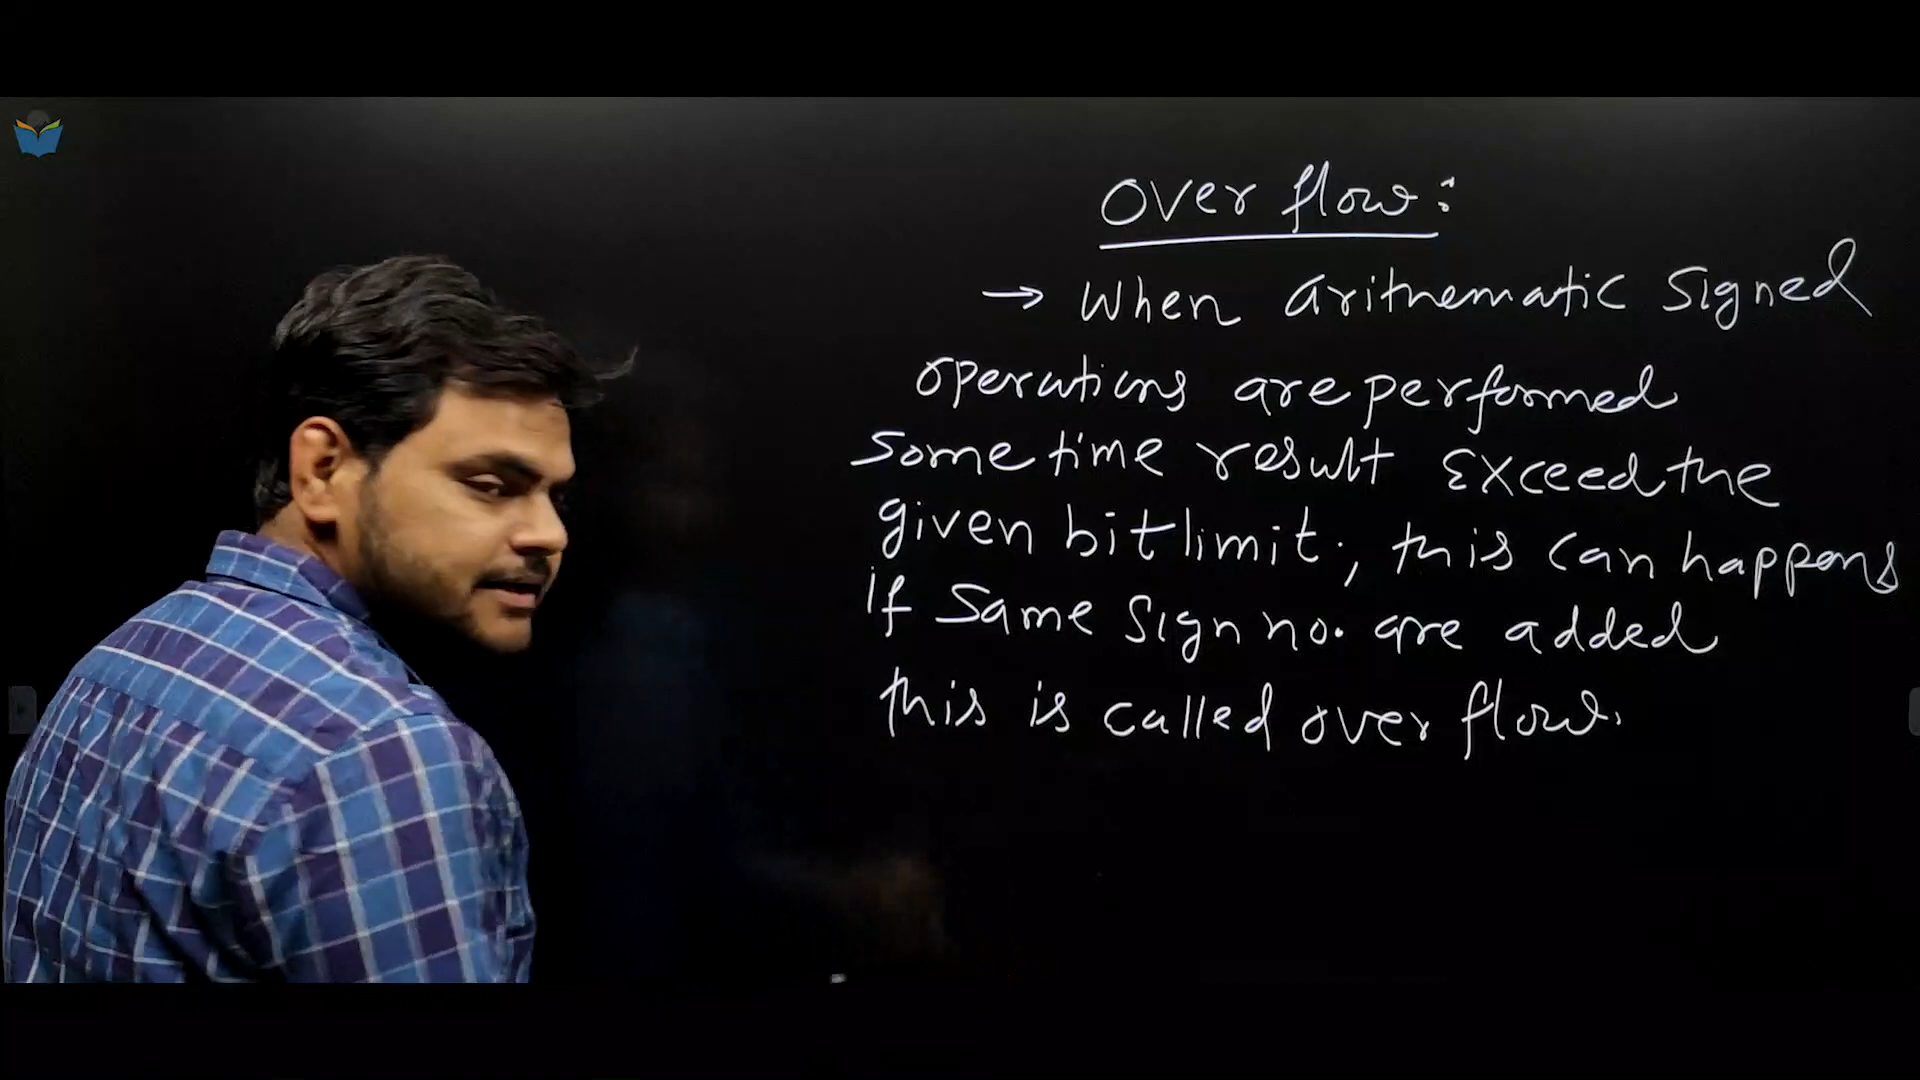 Over flow:
→ When arithematic signed
operations are performed
Some time result exceed the
given bit limit., this can happens
if same sign no. are added
this is called over flow.